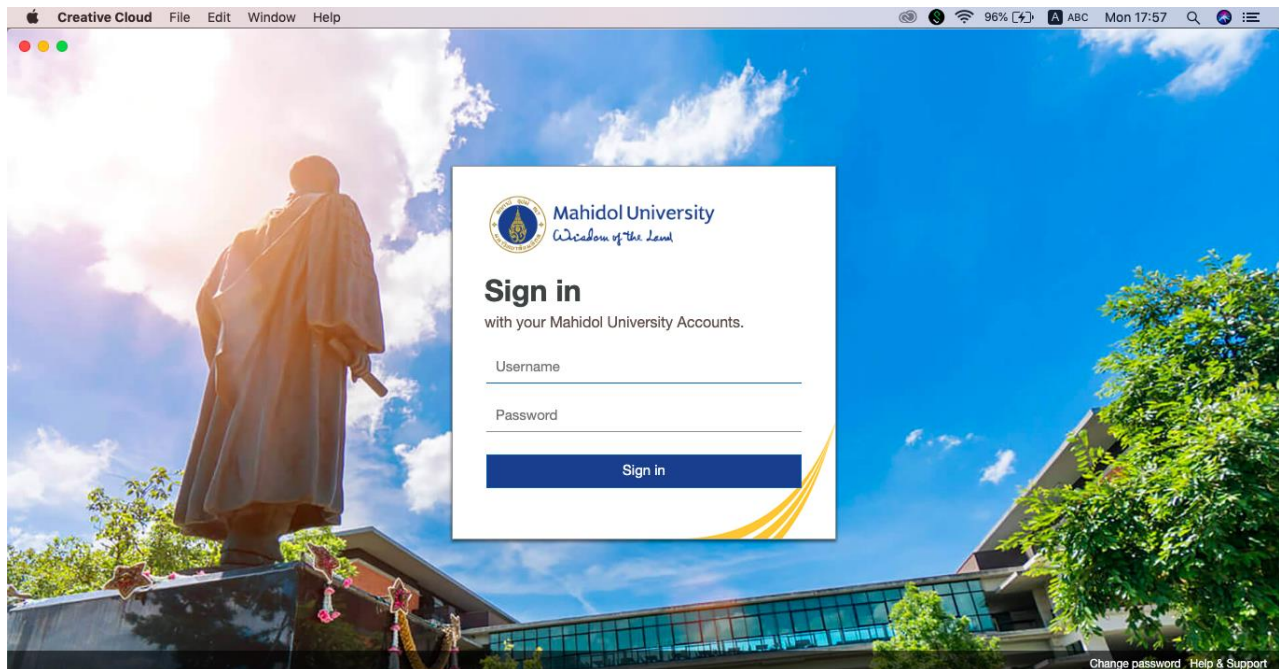 Creative Cloud File Edit Window Help 96% A ABC Mon 17:57
Mahidol University
Wisdom of the Land
Sign in
with your Mahidol University Accounts.
Username
Password
Sign in
Change password Help & Support